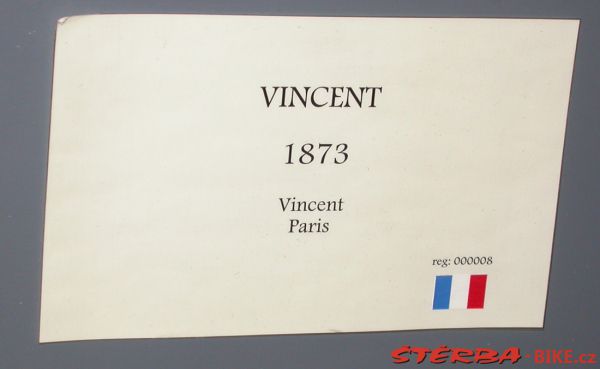 VINCENT
1873
Vincent
Paris
reg: 000008
ŠTĚRBA-BIKE.cz